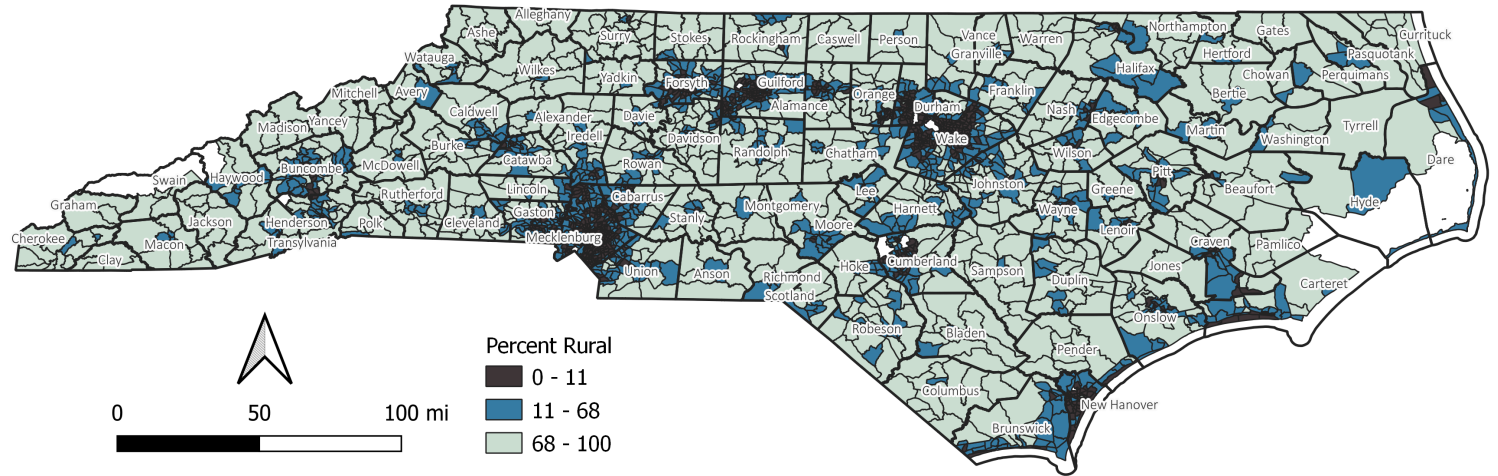 Alleghany
Ashe
Surry
Stokes
Rockingham
Caswell
Person
Vance
Granville
Warren
Northampton
Gates
Currituck
Hertford
Pasquotank
Watauga
Wilkes
Yadkin
Forsyth
Guilford
Orange
Durham
Franklin
Halifax
Chowan
Perquimans
Bertie
Mitchell
Avery
Caldwell
Alexander
Davie
Alamance
Nash
Edgecombe
Madison
Yancey
Iredell
Davidson
Wake
Martin
Washington
Tyrrell
Burke
Catawba
Rowan
Randolph
Chatham
Wilson
Dare
Buncombe
McDowell
Swain
Haywood
Rutherford
Lincoln
Cabarrus
Lee
Johnston
Greene
Pitt
Beaufort
Hyde
Graham
Jackson
Henderson
Polk
Cleveland
Gaston
Stanly
Montgomery
Moore
Harnett
Wayne
Lenoir
Cherokee
Macon
Transylvania
Mecklenburg
Craven
Pamlico
Clay
Union
Anson
Richmond
Hoke
Cumberland
Sampson
Duplin
Jones
Carteret
Scotland
Robeson
Bladen
Onslow
Pender
Columbus
New Hanover
Brunswick
Percent Rural
0 - 11
11 - 68
68 - 100
0 50 100 mi